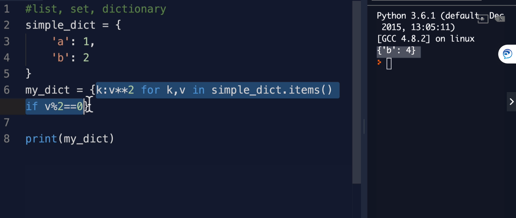 1 #list, set, dictionary
2 simple_dict = {
3     'a': 1,
4     'b': 2
5 }
6 my_dict = {k:v**2 for k,v in simple_dict.items()
if v%2==0}
7
8 print(my_dict)
Python 3.6.1 (default, Dec
2015, 13:05:11)
[GCC 4.8.2] on linux
{'b': 4}